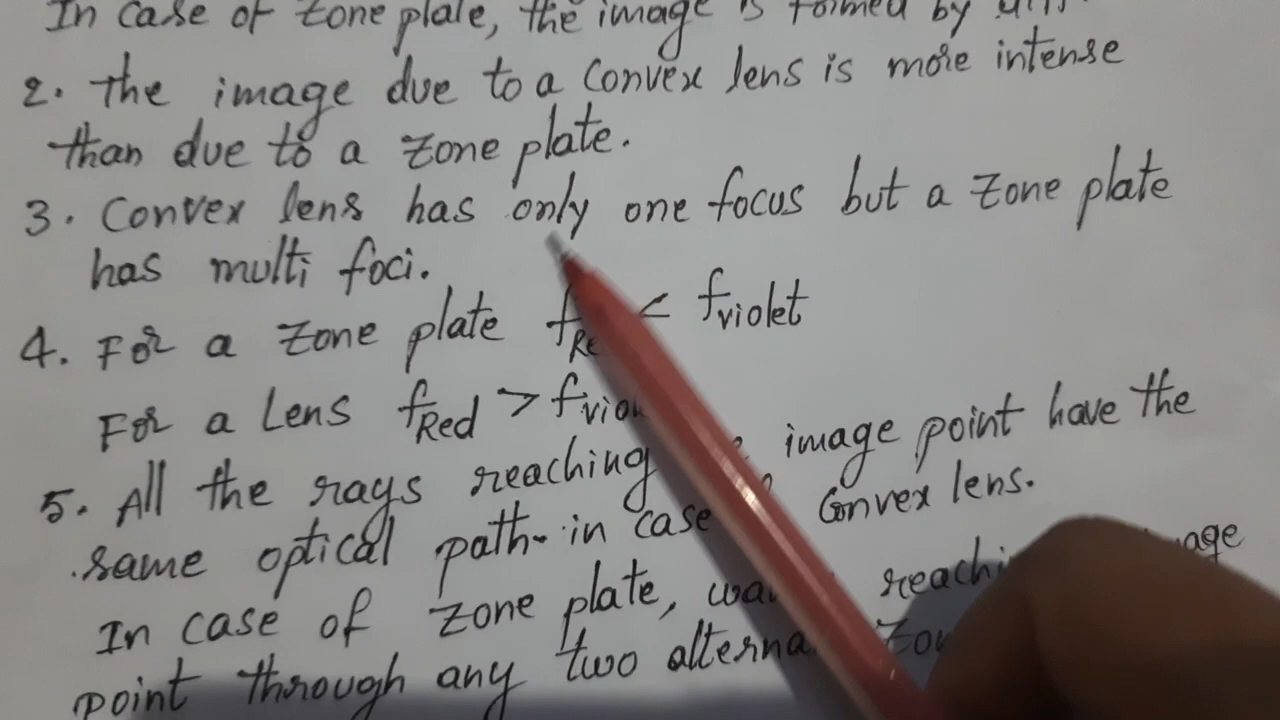 In case of zone plate, the image is formed by
2. The image due to a convex lens is more intense
than due to a zone plate.
3. Convex lens has only one focus but a zone plate
has multi foci.
4. For a zone plate < fviolet
For a Lens fRed >
5. All the rays reaching image point have the
same optical path in case Convex lens.
In case of zone plate, reachi
point through any two